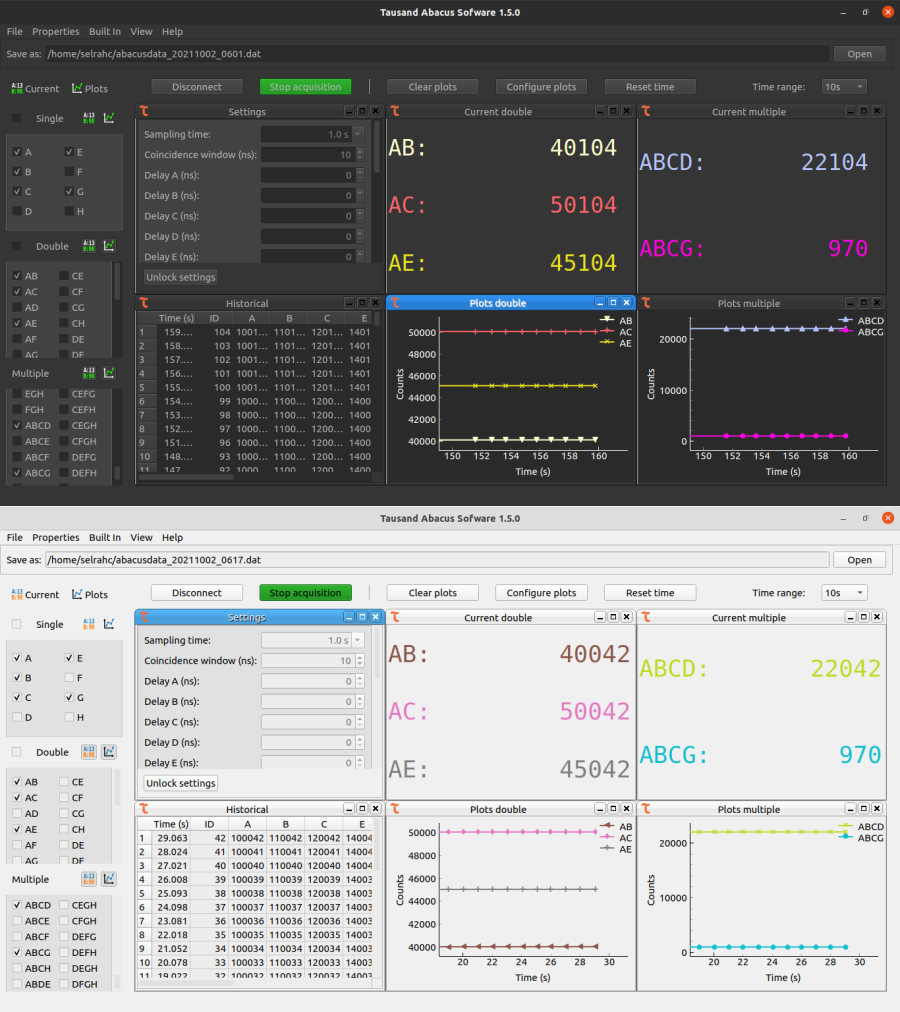 Tausand Abacus Sofware 1.5.0
File Properties Built In View Help
Save as: /home/selrahc/abacusdata_20211002_0601.dat Open
Current Plots Disconnect Stop acquisition Clear plots Configure plots Reset time Time range: 10s
Single
A E
B F
C G
D H
Double
AB CE
AC CF
AD CG
AE CH
AF DE
AG DF
Multiple
EGH CEFG
FGH CEFH
ABCD CEGH
ABCE CFGH
ABCF DEFG
ABCG DEFH
Settings
Sampling time: 1.0 s
Coincidence window (ns): 10
Delay A (ns): 0
Delay B (ns): 0
Delay C (ns): 0
Delay D (ns): 0
Delay E (ns): 0
Unlock settings
Current double
AB: 40104
AC: 50104
AE: 45104
Current multiple
ABCD: 22104
ABCG: 970
Historical
Time (s) ID A B C E
1 159.... 104 1001... 1101... 1201... 1401
2 158.... 103 1001... 1101... 1201... 1401
3 157.... 102 1001... 1101... 1201... 1401
4 156.... 101 1001... 1101... 1201... 1401
5 155.... 100 1001... 1101... 1201... 1401
6 154.... 99 1000... 1100... 1200... 1400
7 153.... 98 1000... 1100... 1200... 1400
8 152.... 97 1000... 1100... 1200... 1400
9 151.... 96 1000... 1100... 1200... 1400
10 148.... 93 1000... 1100... 1200... 1400
11 147 92 1000 1100 1200 1400
Plots double
AB
AC
AE
50000
48000
46000
44000
42000
40000
Counts
150 152 154 156 158 160
Time (s)
Plots multiple
ABCD
ABCG
20000
10000
0
Counts
150 152 154 156 158 160
Time (s)
Tausand Abacus Sofware 1.5.0
File Properties Built In View Help
Save as: /home/selrahc/abacusdata_20211002_0617.dat Open
Current Plots Disconnect Stop acquisition Clear plots Configure plots Reset time Time range: 10s
Single
A E
B F
C G
D H
Double
AB CE
AC CF
AD CG
AE CH
AF DE
AG DF
Multiple
ABCD CEGH
ABCE CFGH
ABCF DEFG
ABCG DEFH
ABCH DEGH
ABDE DFGH
Settings
Sampling time: 1.0 s
Coincidence window (ns): 10
Delay A (ns): 0
Delay B (ns): 0
Delay C (ns): 0
Delay D (ns): 0
Delay E (ns): 0
Unlock settings
Current double
AB: 40042
AC: 50042
AE: 45042
Current multiple
ABCD: 22042
ABCG: 970
Historical
Time (s) ID A B C E
1 29.063 42 100042 110042 120042 14004
2 28.024 41 100041 110041 120041 14004
3 27.021 40 100040 110040 120040 14004
4 26.008 39 100039 110039 120039 14003
5 25.093 38 100038 110038 120038 14003
6 24.098 37 100037 110037 120037 14003
7 23.081 36 100036 110036 120036 14003
8 22.018 35 100035 110035 120035 14003
9 21.052 34 100034 110034 120034 14003
10 20.078 33 100033 110033 120033 14003
11 19.022 32 100032 110032 120032 14003
Plots double
AB
AC
AE
50000
48000
46000
44000
42000
40000
Counts
20 22 24 26 28 30
Time (s)
Plots multiple
ABCD
ABCG
20000
10000
0
Counts
20 22 24 26 28 30
Time (s)